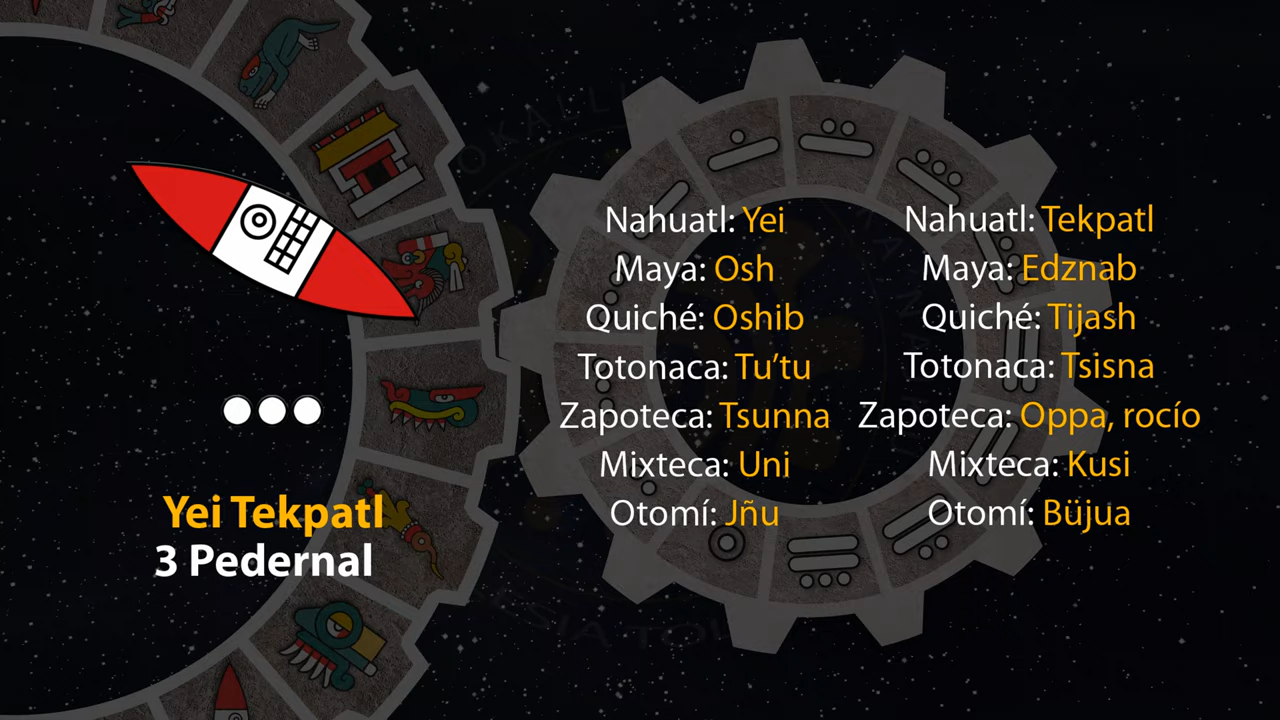 Nahuatl: Yei
Maya: Osh
Quiché: Oshib
Totonaca: Tu’tu
Zapoteca: Tsunna
Mixteca: Uni
Otomí: Jñu
Nahuatl: Tekpatl
Maya: Edznab
Quiché: Tijash
Totonaca: Tsisna
Zapoteca: Oppa, rocío
Mixteca: Kusi
Otomí: Büjua
Yei Tekpatl
3 Pedernal